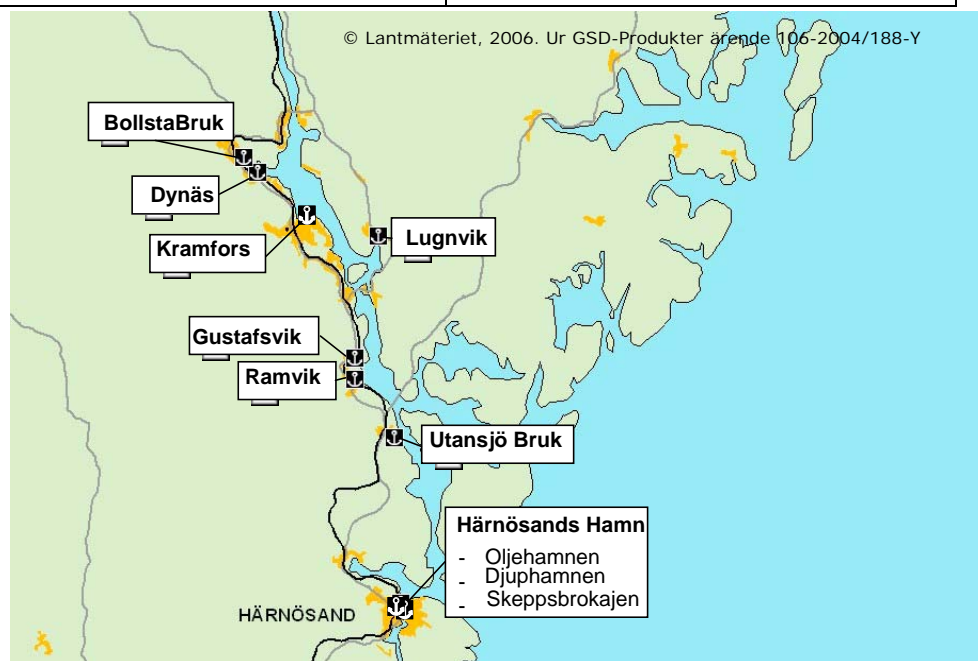 © Lantmäteriet, 2006. Ur GSD-Produkter ärende 106-2004/188-Y
BollstaBruk
Dynäs
Kramfors
Lugnvik
Gustafsvik
Ramvik
Utansjö Bruk
Härnösands Hamn
- Oljehamnen
- Djuphamnen
- Skeppsbrokajen
HÄRNÖSAND